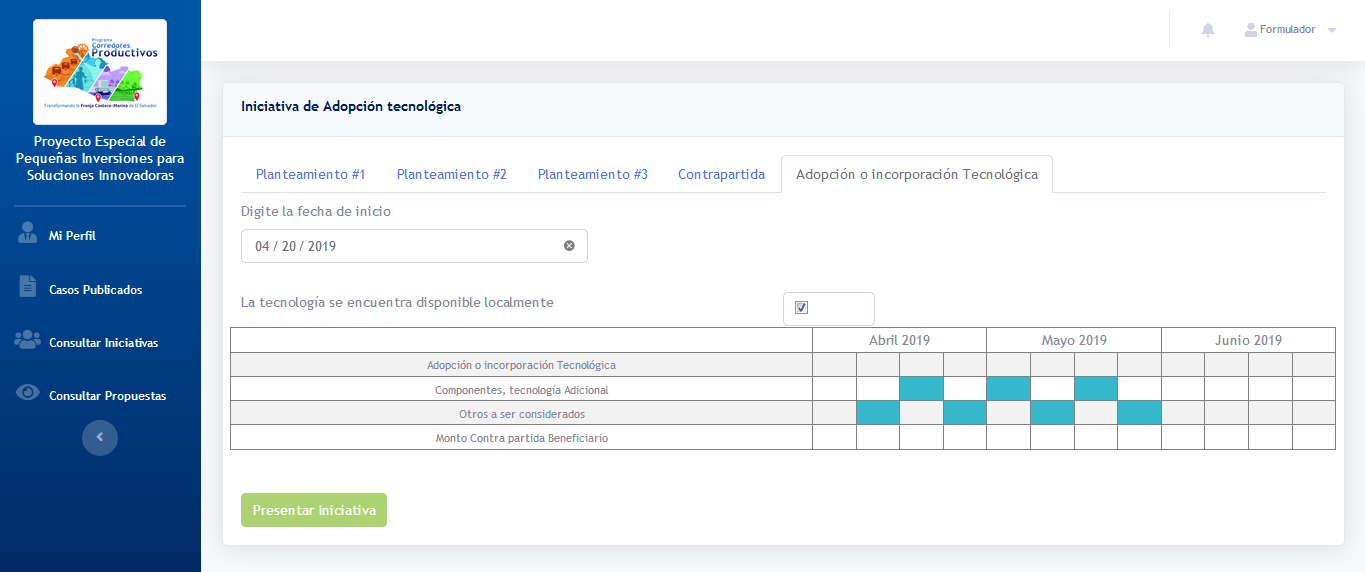 Programa
Corredores
Productivos
Transformando la Franja Costero-Marina de El Salvador
Proyecto Especial de
Pequeñas Inversiones para
Soluciones Innovadoras
Mi Perfil
Casos Publicados
Consultar Iniciativas
Consultar Propuestas
Formulador
Iniciativa de Adopción tecnológica
Planteamiento #1 Planteamiento #2 Planteamiento #3 Contrapartida Adopción o incorporación Tecnológica
Digite la fecha de inicio
04 / 20 / 2019
La tecnología se encuentra disponible localmente
Abril 2019 Mayo 2019 Junio 2019
Adopción o incorporación Tecnológica
Componentes, tecnología Adicional
Otros a ser considerados
Monto Contra partida Beneficiario
Presentar Iniciativa